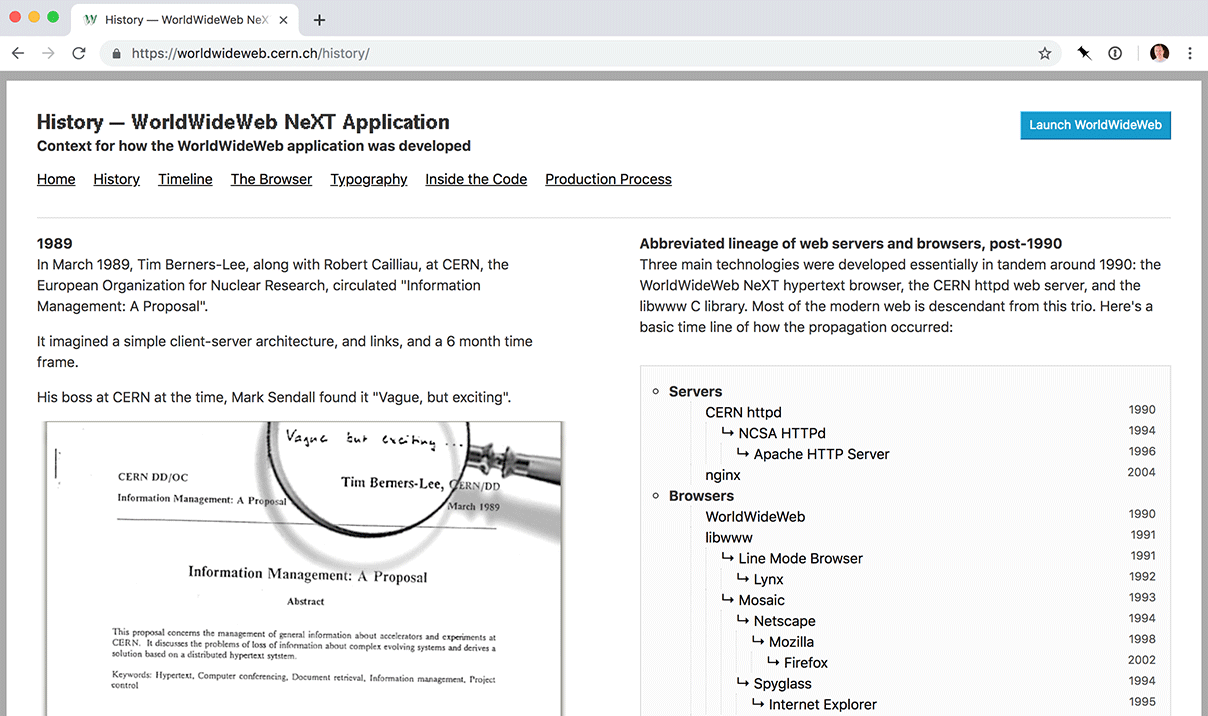 History — WorldWideWeb NeX
https://worldwideweb.cern.ch/history/
History — WorldWideWeb NeXT Application
Context for how the WorldWideWeb application was developed
Launch WorldWideWeb
Home History Timeline The Browser Typography Inside the Code Production Process
1989
In March 1989, Tim Berners-Lee, along with Robert Cailliau, at CERN, the
European Organization for Nuclear Research, circulated "Information
Management: A Proposal".
It imagined a simple client-server architecture, and links, and a 6 month time
frame.
His boss at CERN at the time, Mark Sendall found it "Vague, but exciting".
Vague but exciting ...
CERN DD/OC
Tim Berners-Lee, CERN/DD
Information Management: A Proposal
March 1989
Information Management: A Proposal
Abstract
This proposal concerns the management of general information about accelerators and experiments at
CERN. It discusses the problems of loss of information about complex evolving systems and derives a
solution based on a distributed hypertext sytstem.
Keywords: Hypertext, Computer conferencing, Document retrieval, Information management, Project
control
Abbreviated lineage of web servers and browsers, post-1990
Three main technologies were developed essentially in tandem around 1990: the
WorldWideWeb NeXT hypertext browser, the CERN httpd web server, and the
libwww C library. Most of the modern web is descendant from this trio. Here's a
basic time line of how the propagation occurred:
Servers
CERN httpd 1990
↳ NCSA HTTPd 1994
↳ Apache HTTP Server 1996
nginx 2004
Browsers
WorldWideWeb 1990
libwww 1991
↳ Line Mode Browser 1991
↳ Lynx 1992
↳ Mosaic 1993
↳ Netscape 1994
↳ Mozilla 1998
↳ Firefox 2002
↳ Spyglass 1994
↳ Internet Explorer 1995